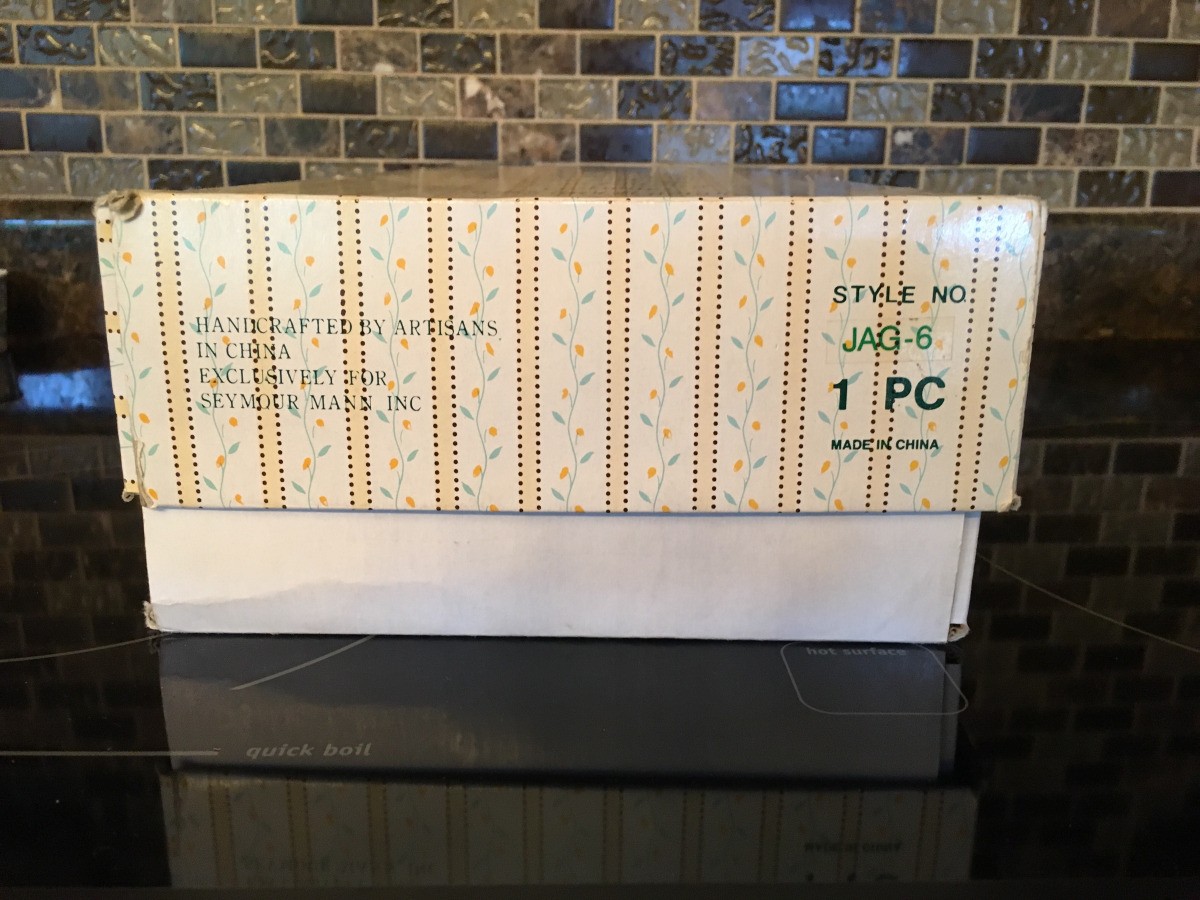 HANDCRAFTED BY ARTISANS
IN CHINA
EXCLUSIVELY FOR
SEYMOUR MANN INC
STYLE NO.
JAG-6
1 PC
MADE IN CHINA
hot surface
quick boil